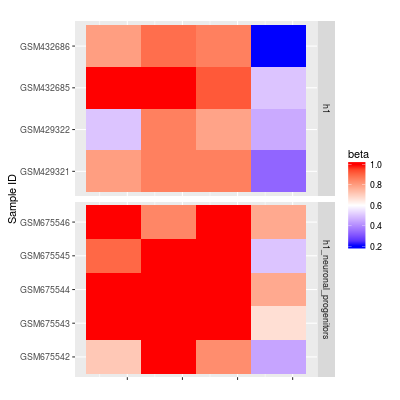 GSM432686
GSM432685
GSM429322
GSM429321
h1
GSM675546
GSM675545
GSM675544
GSM675543
GSM675542
h1_neuronal_progenitors
Sample ID
beta
1.0
0.8
0.6
0.4
0.2